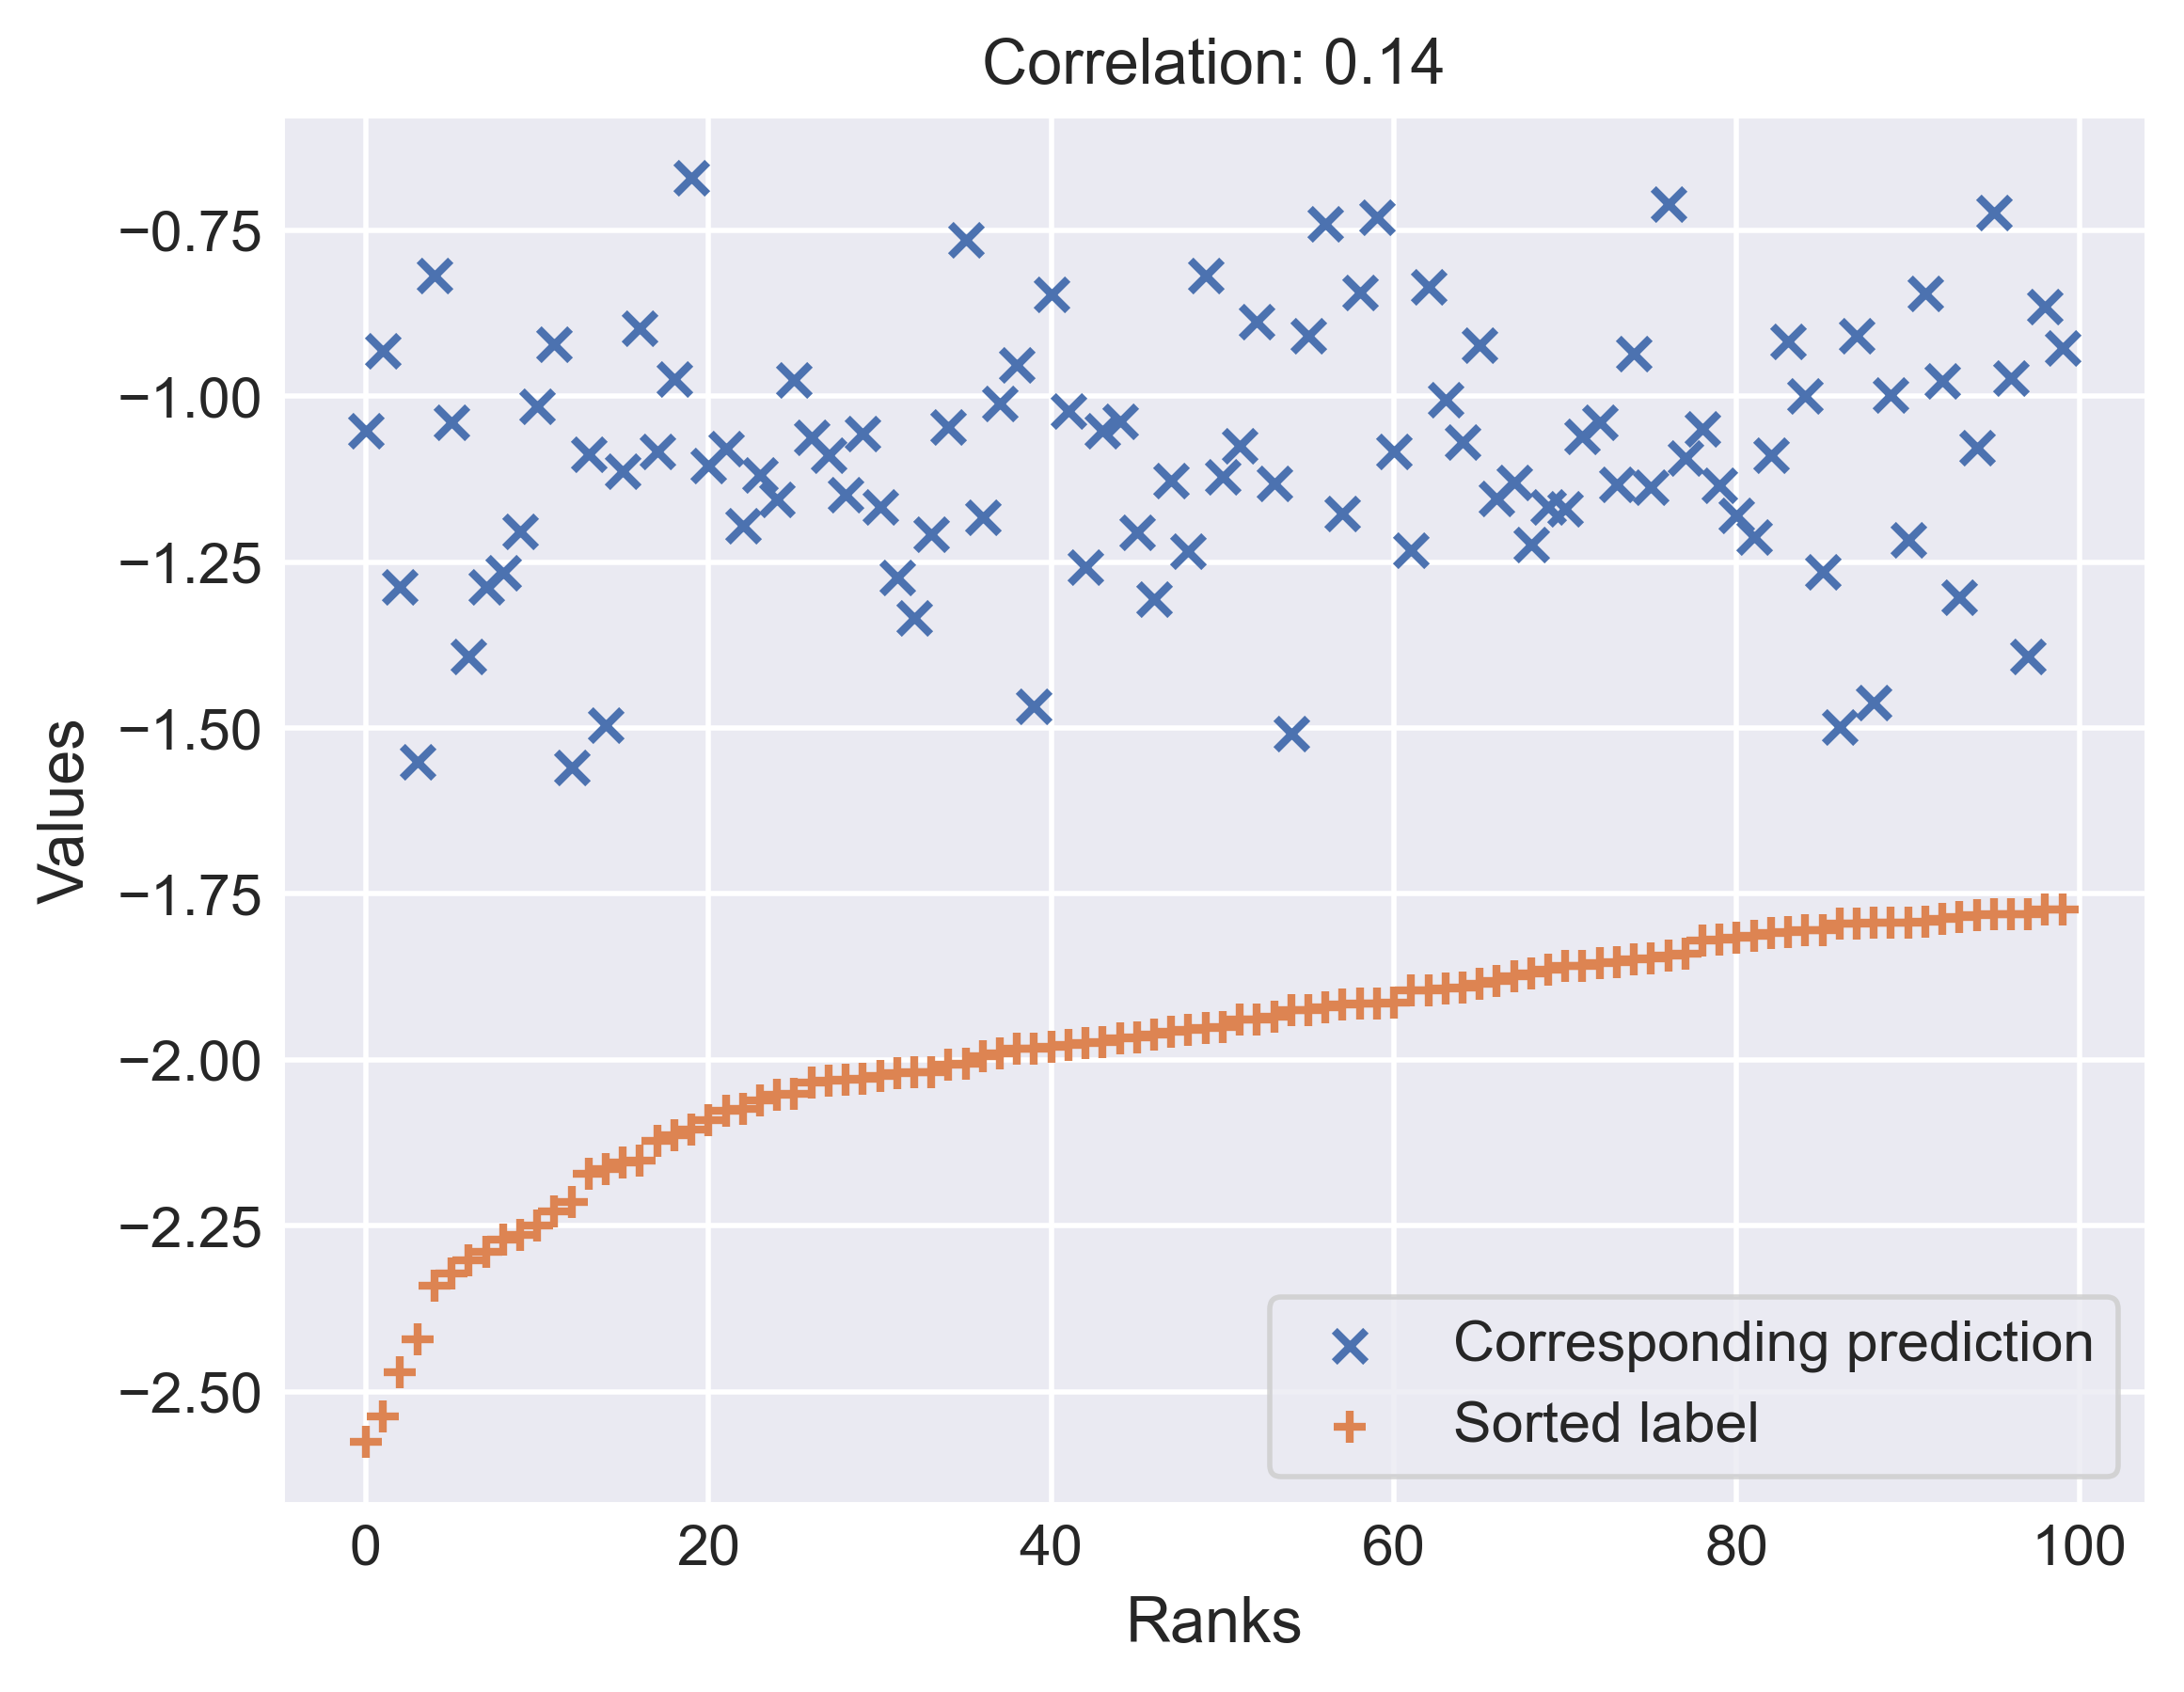 Correlation: 0.14
Values
−0.75
−1.00
−1.25
−1.50
−1.75
−2.00
−2.25
−2.50
Corresponding prediction
Sorted label
0 20 40 60 80 100
Ranks